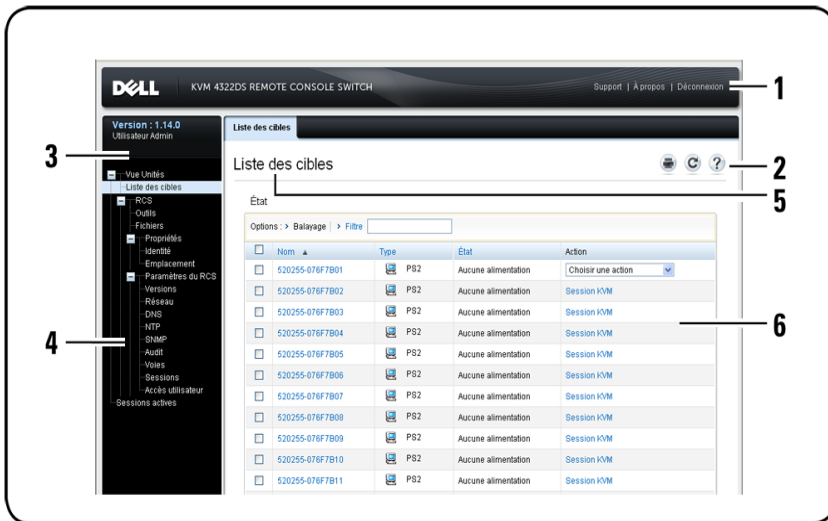 DELL KVM 4322DS REMOTE CONSOLE SWITCH Support | À propos | Déconnexion
1
Version : 1.14.0
Utilisateur Admin
Liste des cibles
3
Liste des cibles
2
5
Vue Unités
Liste des cibles
RCS
Outils
Fichiers
Propriétés
Identité
Emplacement
Paramètres du RCS
Versions
Réseau
DNS
NTP
SNMP
Audit
Voies
Sessions
Accès utilisateur
Sessions actives
4
État
Options : > Balayage | > Filtre
Nom ▲ Type État Action
520255-076F7B01 PS2 Aucune alimentation Choisir une action
520255-076F7B02 PS2 Aucune alimentation Session KVM
520255-076F7B03 PS2 Aucune alimentation Session KVM
520255-076F7B04 PS2 Aucune alimentation Session KVM
520255-076F7B05 PS2 Aucune alimentation Session KVM
520255-076F7B06 PS2 Aucune alimentation Session KVM
520255-076F7B07 PS2 Aucune alimentation Session KVM
520255-076F7B08 PS2 Aucune alimentation Session KVM
520255-076F7B09 PS2 Aucune alimentation Session KVM
520255-076F7B10 PS2 Aucune alimentation Session KVM
520255-076F7B11 PS2 Aucune alimentation Session KVM
6